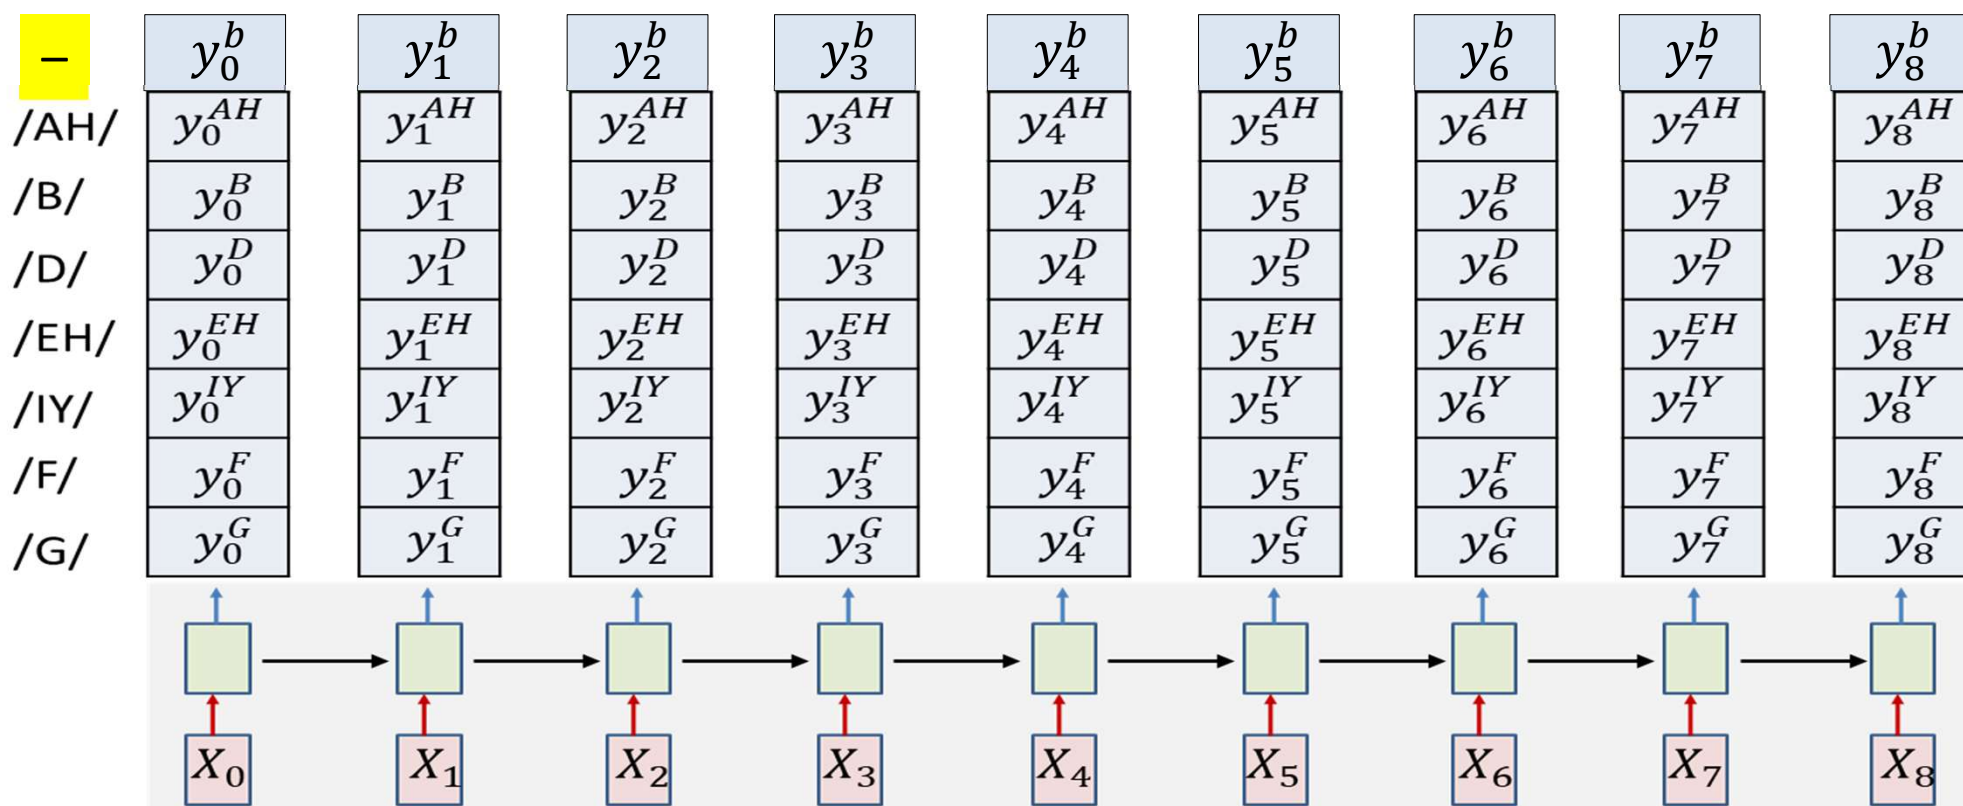 – y_0^b y_1^b y_2^b y_3^b y_4^b y_5^b y_6^b y_7^b y_8^b
/AH/ y_0^{AH} y_1^{AH} y_2^{AH} y_3^{AH} y_4^{AH} y_5^{AH} y_6^{AH} y_7^{AH} y_8^{AH}
/B/ y_0^B y_1^B y_2^B y_3^B y_4^B y_5^B y_6^B y_7^B y_8^B
/D/ y_0^D y_1^D y_2^D y_3^D y_4^D y_5^D y_6^D y_7^D y_8^D
/EH/ y_0^{EH} y_1^{EH} y_2^{EH} y_3^{EH} y_4^{EH} y_5^{EH} y_6^{EH} y_7^{EH} y_8^{EH}
/IY/ y_0^{IY} y_1^{IY} y_2^{IY} y_3^{IY} y_4^{IY} y_5^{IY} y_6^{IY} y_7^{IY} y_8^{IY}
/F/ y_0^F y_1^F y_2^F y_3^F y_4^F y_5^F y_6^F y_7^F y_8^F
/G/ y_0^G y_1^G y_2^G y_3^G y_4^G y_5^G y_6^G y_7^G y_8^G
X_0 X_1 X_2 X_3 X_4 X_5 X_6 X_7 X_8